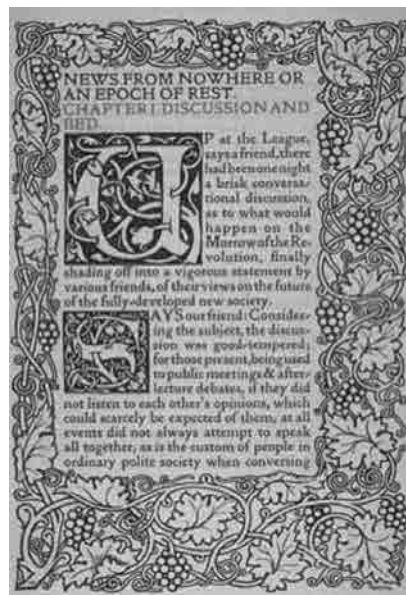 NEWS FROM NOWHERE OR
AN EPOCH OF REST.
CHAPTER I. DISCUSSION AND
BED.
UP at the League,
says a friend, there
had been one night
a brisk conversa-
tional discussion,
as to what would
happen on the
Morrow of the Re-
volution, finally
shading off into a vigorous statement by
various friends, of their views on the future
of the fully-developed new society.
SAYS our friend: Consider-
ing the subject, the discus-
sion was good-tempered;
for those present, being used
to public meetings & after-
lecture debates, if they did
not listen to each other's opinions, which
could scarcely be expected of them, at all
events did not always attempt to speak
all together, as is the custom of people in
ordinary polite society when conversing